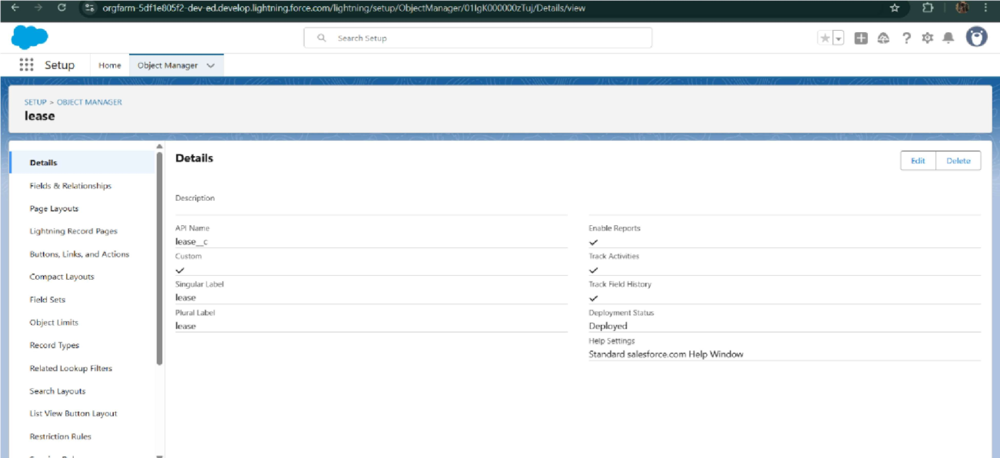 orgfarm-5df1e805f2-dev-ed.develop.lightning.force.com/lightning/setup/ObjectManager/01IgK000000zTuj/Details/view
Search Setup
Setup
Home
Object Manager
SETUP > OBJECT MANAGER
lease
Details
Fields & Relationships
Page Layouts
Lightning Record Pages
Buttons, Links, and Actions
Compact Layouts
Field Sets
Object Limits
Record Types
Related Lookup Filters
Search Layouts
List View Button Layout
Restriction Rules
Details
Edit
Delete
Description
API Name
lease__c
Custom
Singular Label
lease
Plural Label
lease
Enable Reports
Track Activities
Track Field History
Deployment Status
Deployed
Help Settings
Standard salesforce.com Help Window